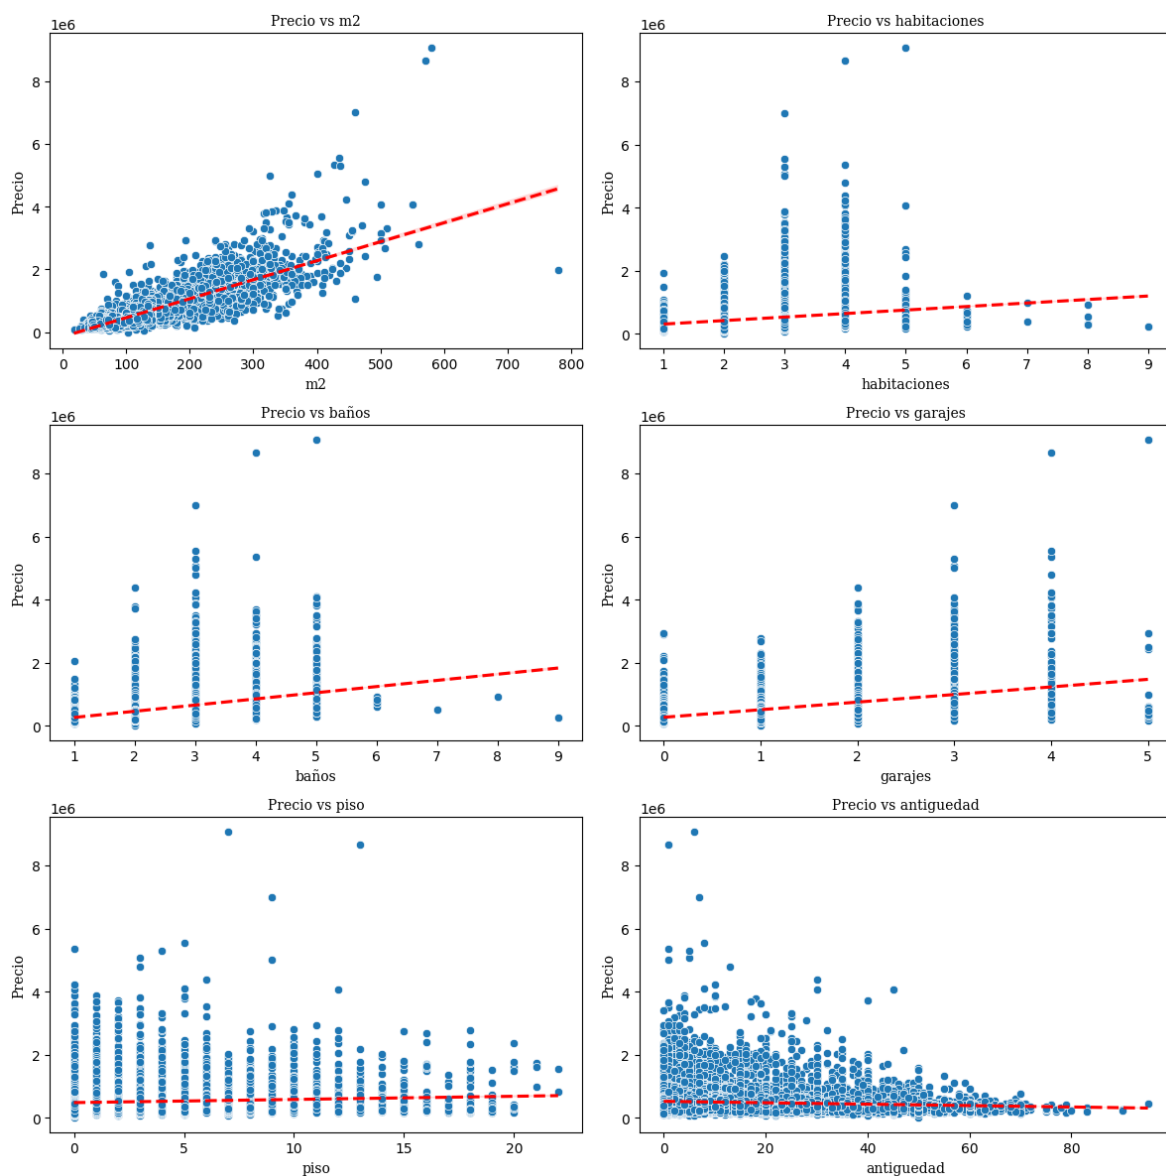 Precio vs m2
1e6
8
6
4
2
0
Precio
0 100 200 300 400 500 600 700 800
m2
Precio vs habitaciones
1e6
8
6
4
2
0
Precio
1 2 3 4 5 6 7 8 9
habitaciones
Precio vs baños
1e6
8
6
4
2
0
Precio
1 2 3 4 5 6 7 8 9
baños
Precio vs garajes
1e6
8
6
4
2
0
Precio
0 1 2 3 4 5
garajes
Precio vs piso
1e6
8
6
4
2
0
Precio
0 5 10 15 20
piso
Precio vs antiguedad
1e6
8
6
4
2
0
Precio
0 20 40 60 80
antiguedad